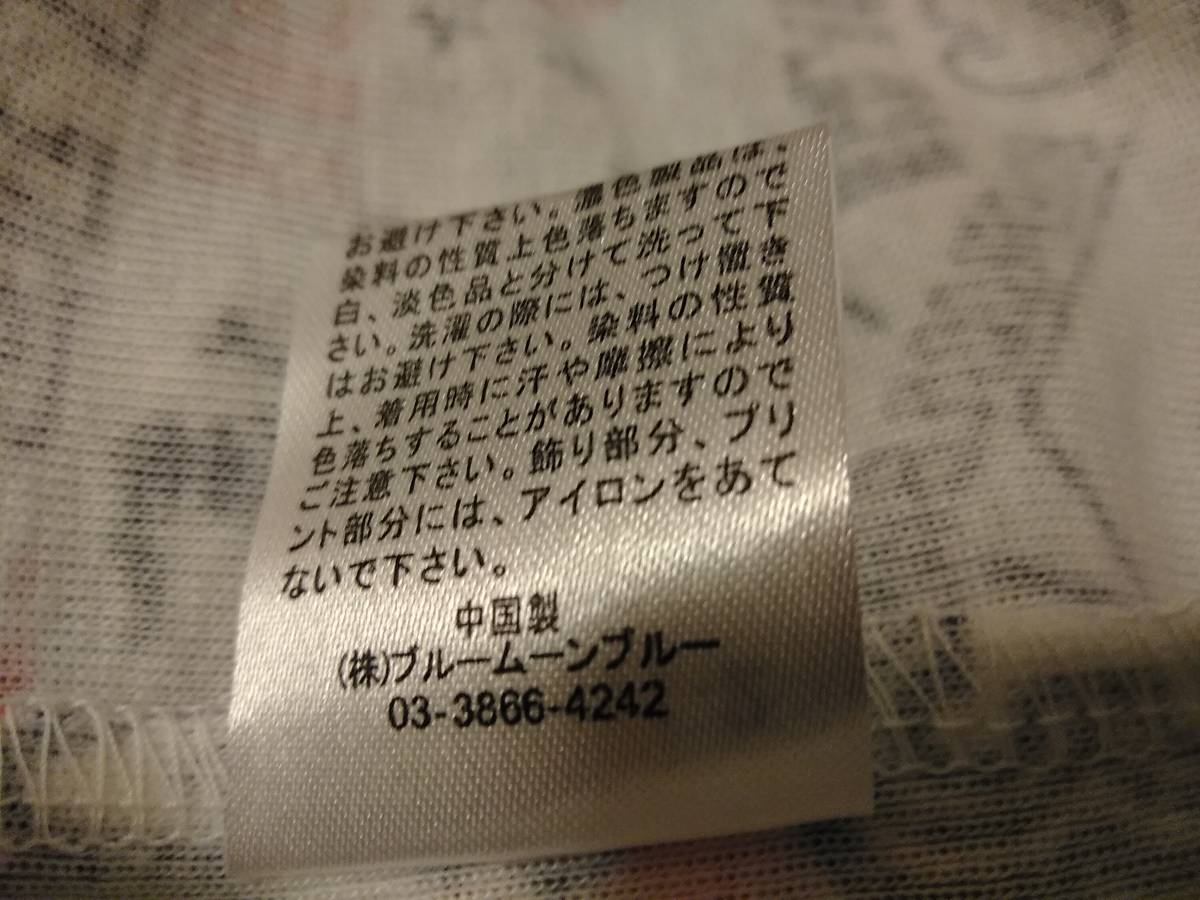 お避け下さい。濃色製品は、
染料の性質上色落ちますので
白、淡色品と分けて洗って下
さい。洗濯の際には、つけ置き
はお避け下さい。染料の性質
上、着用時に汗や摩擦により
色落ちすることがありますので
ご注意下さい。飾り部分、プリ
ント部分には、アイロンをあて
ないで下さい。
中国製
(株)ブルームーンブルー
03-3866-4242